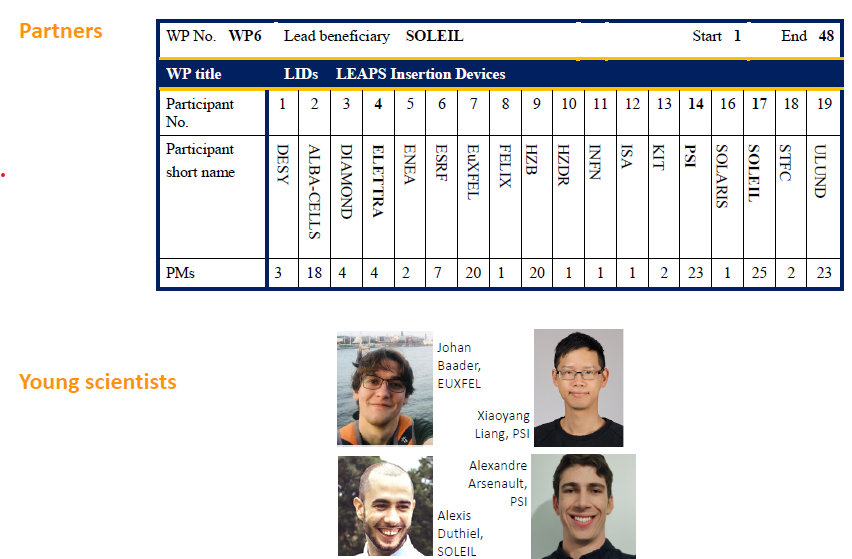 Partners
WP No. WP6 Lead beneficiary SOLEIL Start 1 End 48
WP title LIDs LEAPS Insertion Devices
Participant No. 1 2 3 4 5 6 7 8 9 10 11 12 13 14 16 17 18 19
Participant short name DESY ALBA-CELLS DIAMOND ELETTRA ENEA ESRF EuXFEL FELIX HZB HZDR INFN ISA KIT PSI SOLARIS SOLEIL STFC ULUND
PMs 3 18 4 4 2 7 20 1 20 1 1 1 2 23 1 25 2 23
Young scientists
Johan
Baader,
EUXFEL
Xiaoyang
Liang, PSI
Alexandre
Arsenault,
PSI
Alexis
Duthiel,
SOLEIL